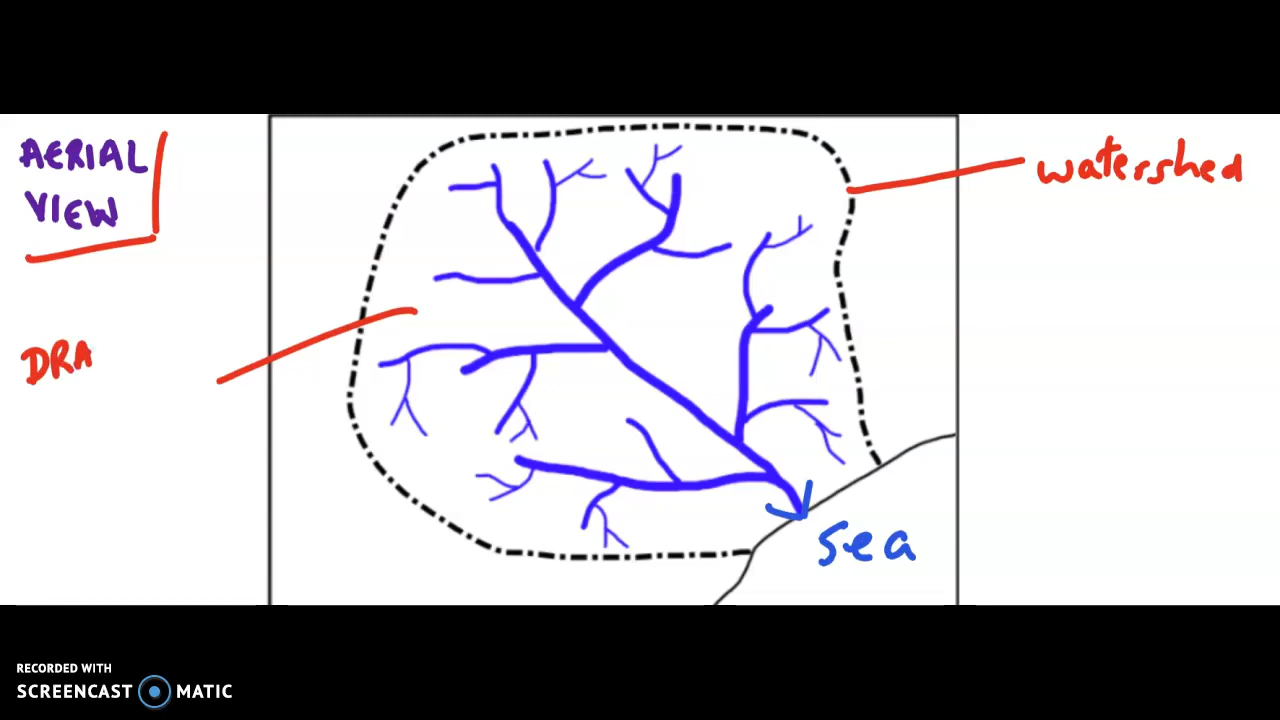 AERIAL
VIEW
watershed
DRA
sea
RECORDED WITH
SCREENCAST MATIC